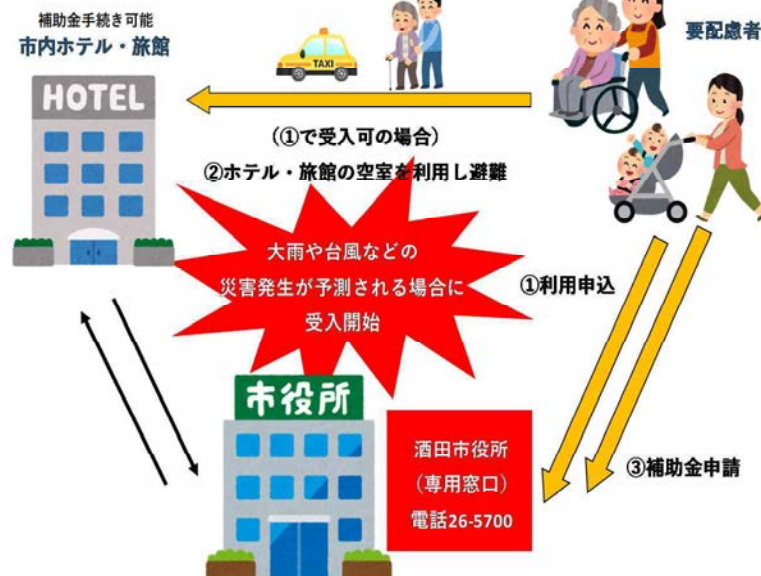 補助金手続き可能
市内ホテル・旅館
HOTEL
TAXI
要配慮者
(①で受入可の場合)
②ホテル・旅館の空室を利用し避難
大雨や台風などの
災害発生が予測される場合に
受入開始
①利用申込
市役所
酒田市役所
(専用窓口)
電話26-5700
③補助金申請